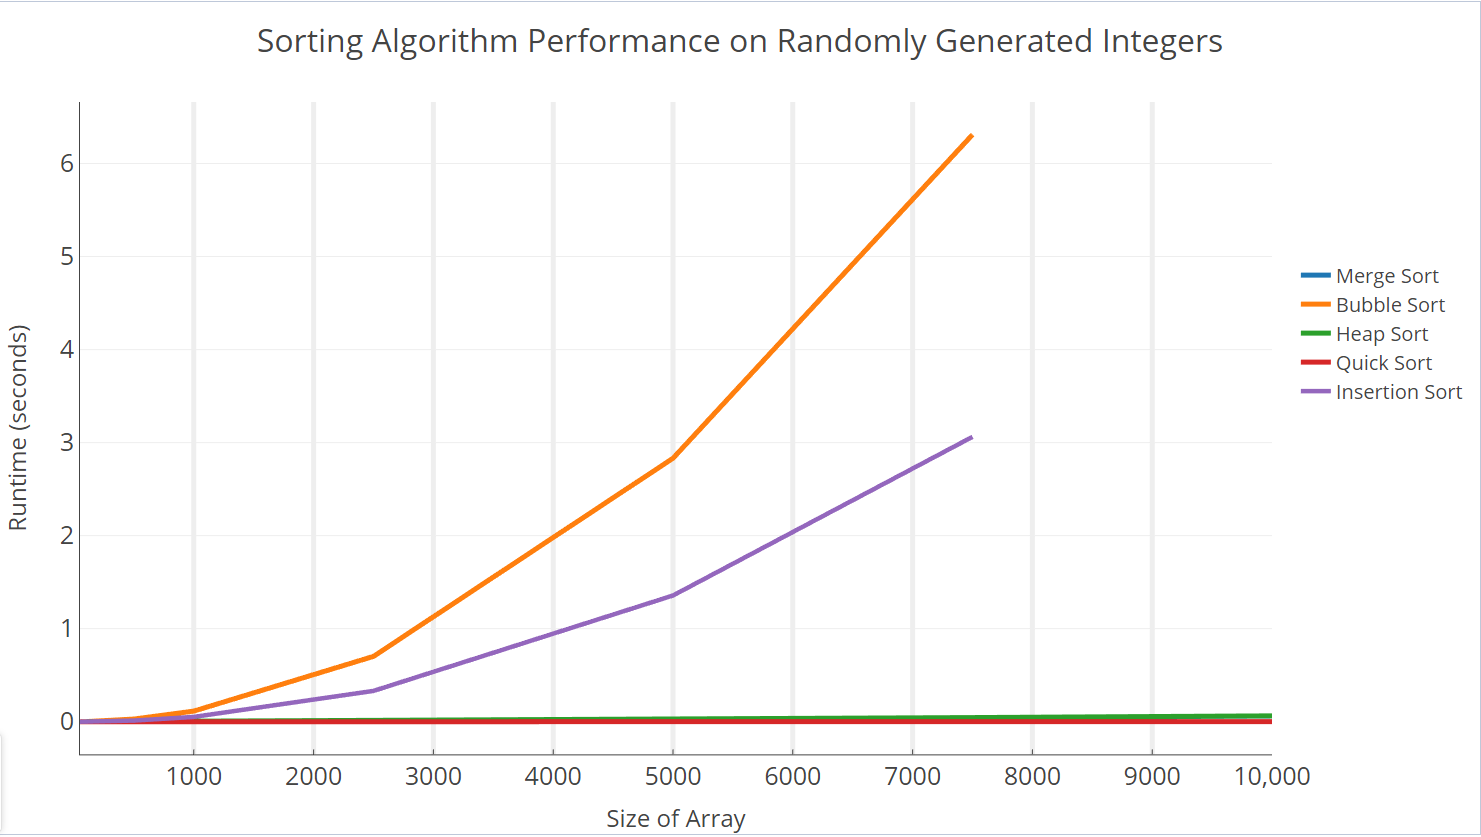 Sorting Algorithm Performance on Randomly Generated Integers
Runtime (seconds)
6
5
4
3
2
1
0
1000 2000 3000 4000 5000 6000 7000 8000 9000 10,000
Size of Array
Merge Sort
Bubble Sort
Heap Sort
Quick Sort
Insertion Sort